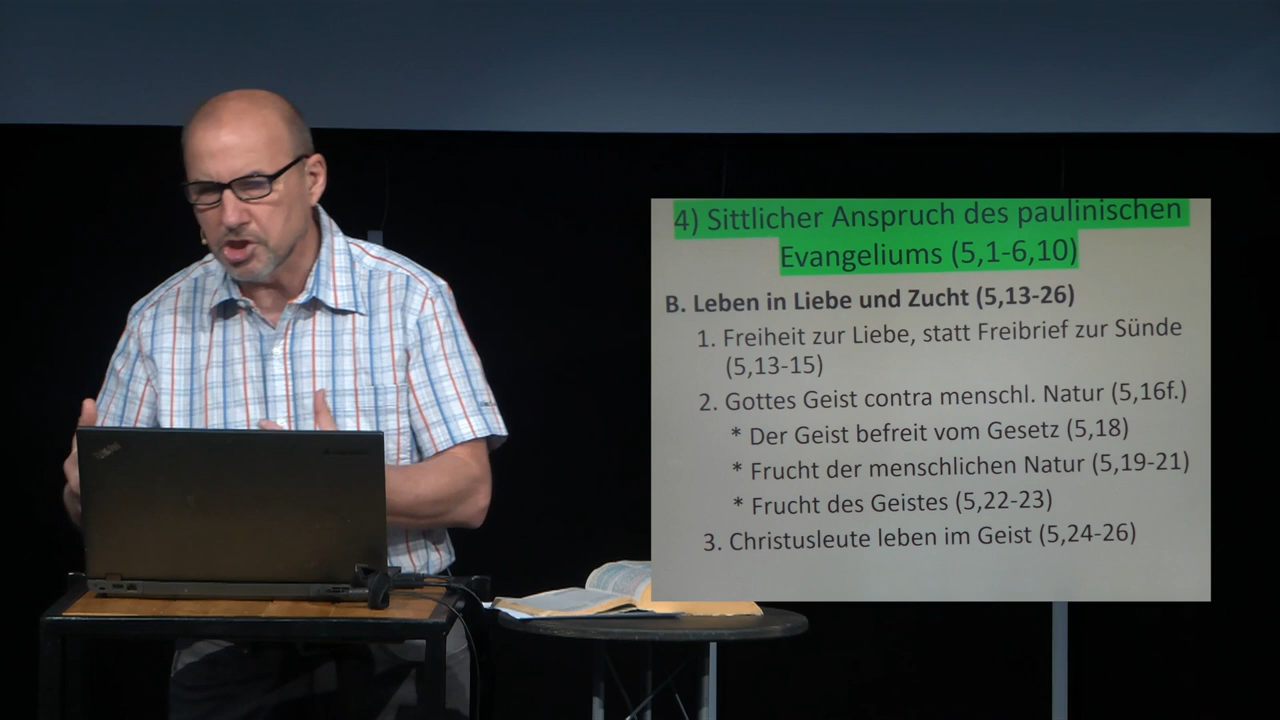 4) Sittlicher Anspruch des paulinischen
Evangeliums (5,1-6,10)
B. Leben in Liebe und Zucht (5,13-26)
1. Freiheit zur Liebe, statt Freibrief zur Sünde
(5,13-15)
2. Gottes Geist contra menschl. Natur (5,16f.)
* Der Geist befreit vom Gesetz (5,18)
* Frucht der menschlichen Natur (5,19-21)
* Frucht des Geistes (5,22-23)
3. Christusleute leben im Geist (5,24-26)
ThinkPad